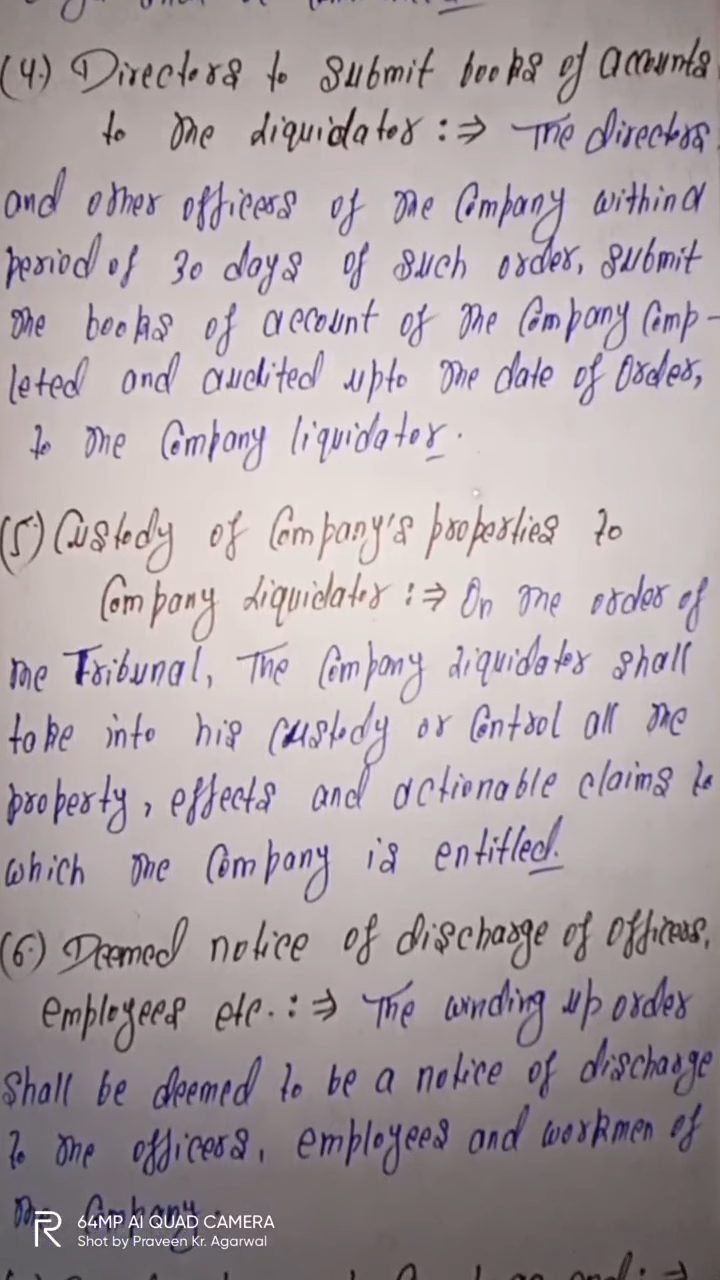 (4.) Directors to submit books of accounts
to the Liquidator :⇒ The directors
and other officers of the Company within a
period of 30 days of such order, submit
the books of account of the Company Comp-
leted and audited upto the date of Order,
to the Company liquidator.
(5.) Custody of Company's properties to
Company Liquidator :⇒ On the order of
the Tribunal, The Company Liquidator shall
take into his custody or Control all the
property, effects and actionable claims to
which the Company is entitled.
(6.) Deemed notice of discharge of officers,
employees etc. :⇒ The winding up order
Shall be deemed to be a notice of discharge
to the officers, employees and workmen of
the Company.
64MP AI QUAD CAMERA
Shot by Praveen Kr. Agarwal